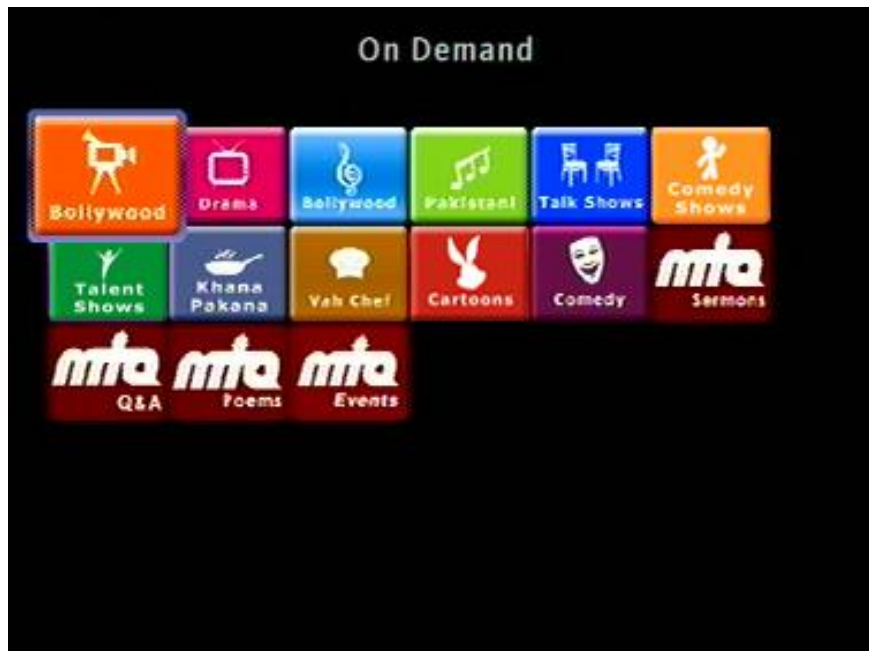 On Demand
Bollywood
Drama
Bollywood
Pakistani
Talk Shows
Comedy
Shows
Talent
Shows
Khana
Pakana
Vah Chef
Cartoons
Comedy
mta
Sermons
mta
Q&A
mta
Poems
mta
Events